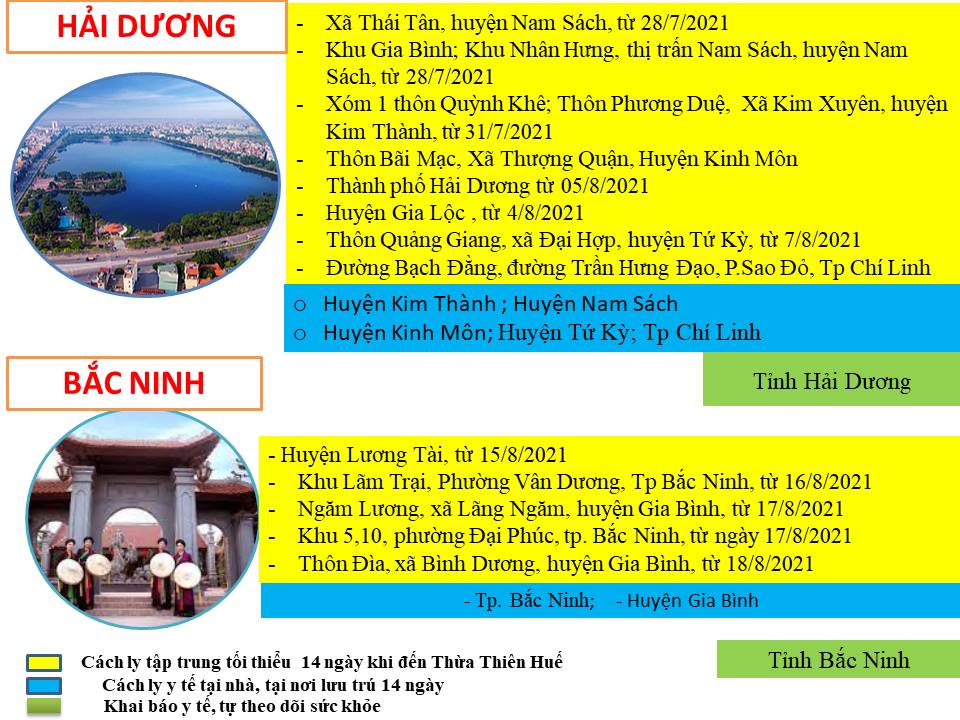 HẢI DƯƠNG
- Xã Thái Tân, huyện Nam Sách, từ 28/7/2021
- Khu Gia Bình; Khu Nhân Hưng, thị trấn Nam Sách, huyện Nam
Sách, từ 28/7/2021
- Xóm 1 thôn Quỳnh Khê; Thôn Phương Duệ, Xã Kim Xuyên, huyện
Kim Thành, từ 31/7/2021
- Thôn Bãi Mạc, Xã Thượng Quận, Huyện Kinh Môn
- Thành phố Hải Dương từ 05/8/2021
- Huyện Gia Lộc , từ 4/8/2021
- Thôn Quảng Giang, xã Đại Hợp, huyện Tứ Kỳ, từ 7/8/2021
- Đường Bạch Đằng, đường Trần Hưng Đạo, P.Sao Đỏ, Tp Chí Linh
o Huyện Kim Thành ; Huyện Nam Sách
o Huyện Kinh Môn; Huyện Tứ Kỳ; Tp Chí Linh
Tỉnh Hải Dương
BẮC NINH
- Huyện Lương Tài, từ 15/8/2021
- Khu Lãm Trại, Phường Vân Dương, Tp Bắc Ninh, từ 16/8/2021
- Ngăm Lương, xã Lãng Ngăm, huyện Gia Bình, từ 17/8/2021
- Khu 5,10, phường Đại Phúc, tp. Bắc Ninh, từ ngày 17/8/2021
- Thôn Đìa, xã Bình Dương, huyện Gia Bình, từ 18/8/2021
- Tp. Bắc Ninh; - Huyện Gia Bình
Tỉnh Bắc Ninh
Cách ly tập trung tối thiểu 14 ngày khi đến Thừa Thiên Huế
Cách ly y tế tại nhà, tại nơi lưu trú 14 ngày
Khai báo y tế, tự theo dõi sức khỏe